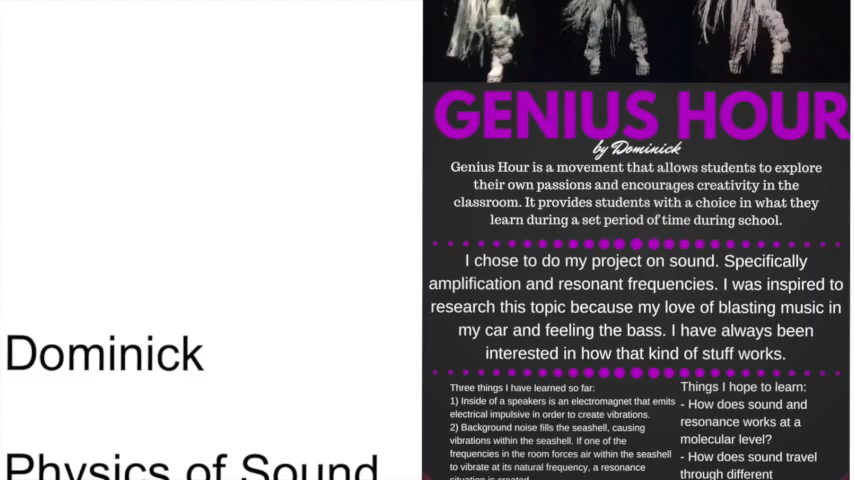 Dominick
Physics of Sound
GENIUS HOUR
by Dominick
Genius Hour is a movement that allows students to explore
their own passions and encourages creativity in the
classroom. It provides students with a choice in what they
learn during a set period of time during school.
I chose to do my project on sound. Specifically
amplification and resonant frequencies. I was inspired to
research this topic because my love of blasting music in
my car and feeling the bass. I have always been
interested in how that kind of stuff works.
Three things I have learned so far:
1) Inside of a speakers is an electromagnet that emits
electrical impulsive in order to create vibrations.
2) Background noise fills the seashell, causing
vibrations within the seashell. If one of the
frequencies in the room forces air within the seashell
to vibrate at its natural frequency, a resonance
situation is created
Things I hope to learn:
- How does sound and
resonance works at a
molecular level?
- How does sound travel
through different